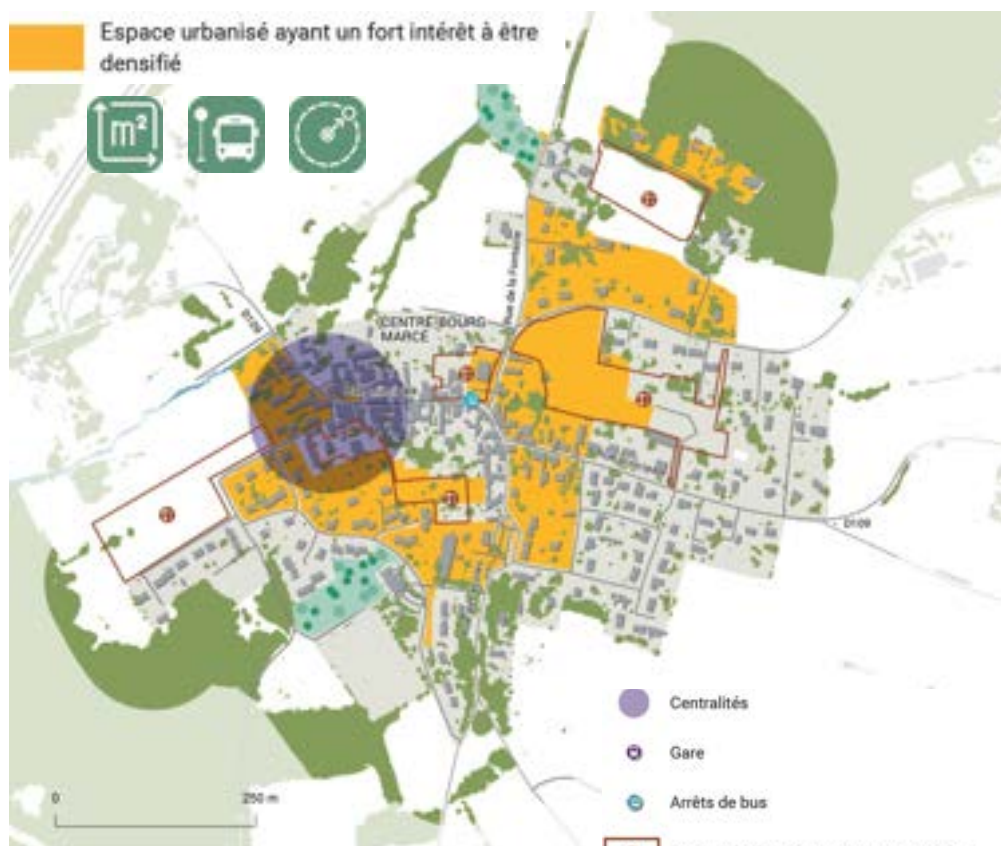 Espace urbanisé ayant un fort intérêt à être
densifié
m²
Rue de la Fontaine
CENTRE-BOURG
MARCÉ
D109
Centralités
Gare
0
250 m
Arrêts de bus